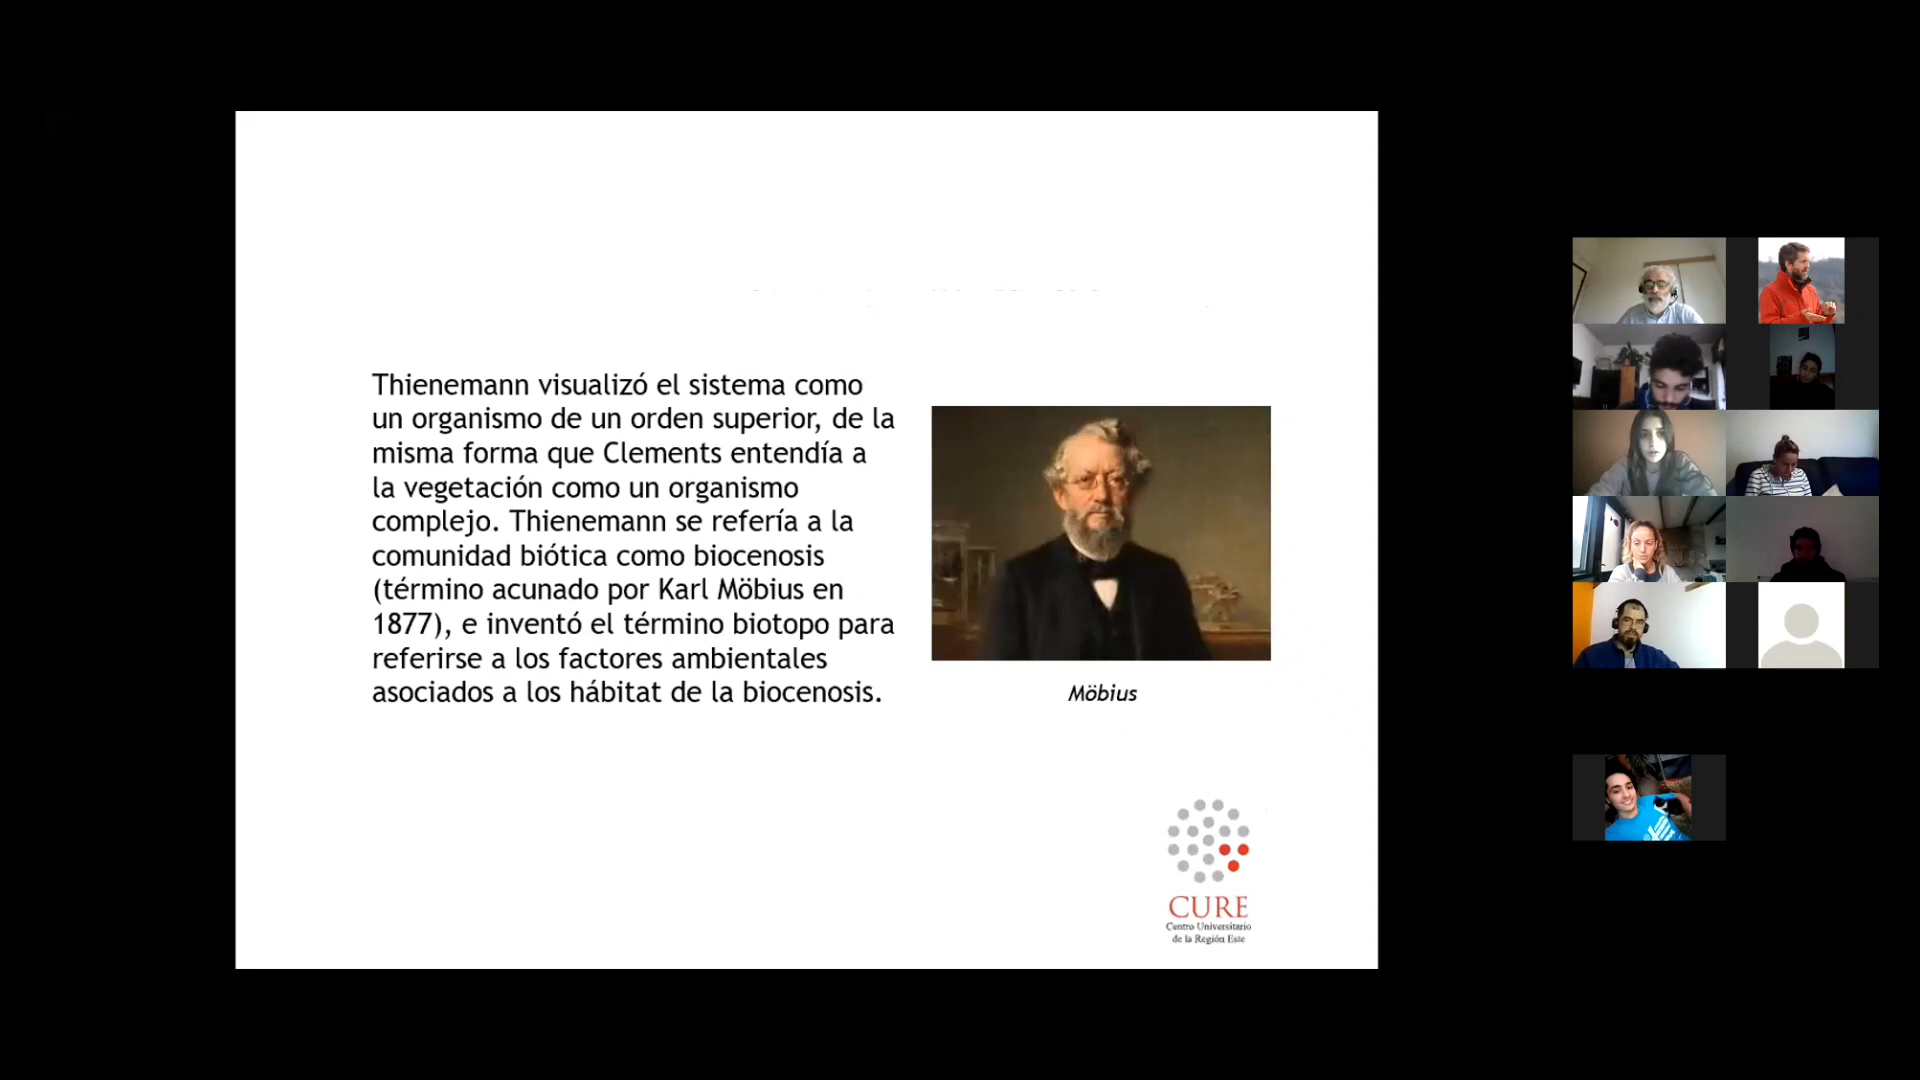 Thienemann visualizó el sistema como
un organismo de un orden superior, de la
misma forma que Clements entendía a
la vegetación como un organismo
complejo. Thienemann se refería a la
comunidad biótica como biocenosis
(término acunado por Karl Möbius en
1877), e inventó el término biotopo para
referirse a los factores ambientales
asociados a los hábitat de la biocenosis.
Möbius
CURE
Centro Universitario
de la Región Este